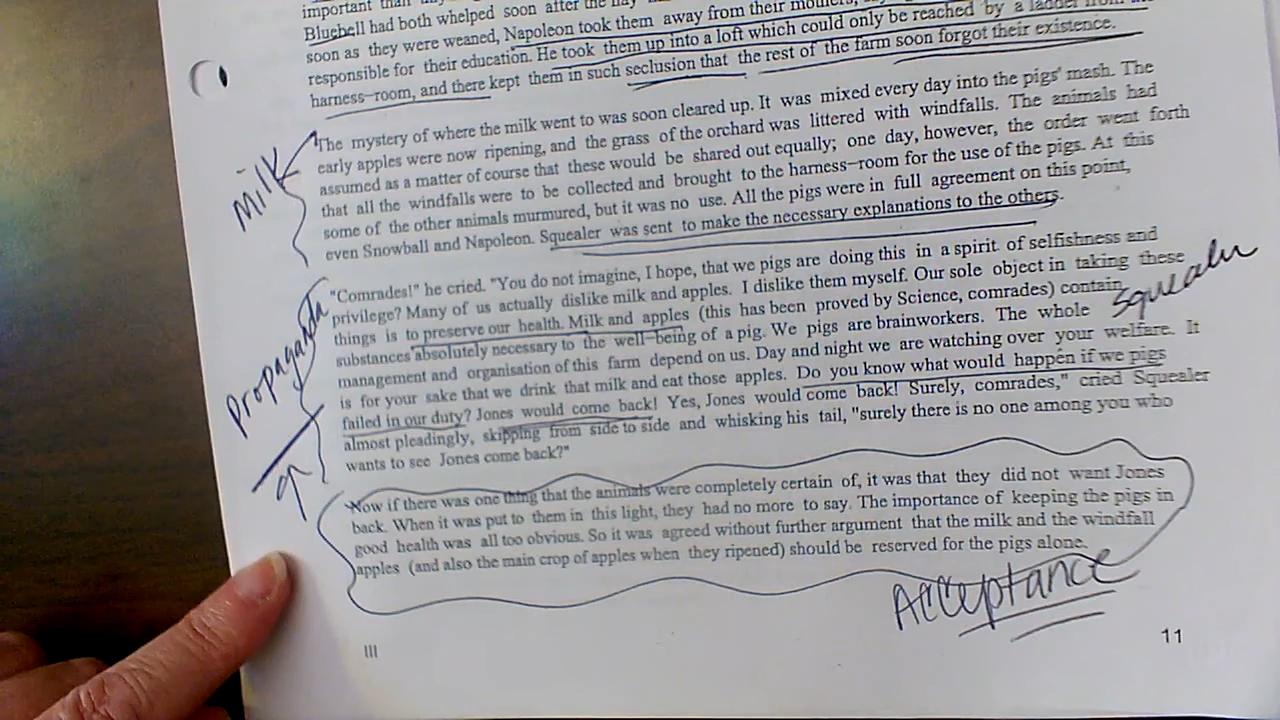 important than
Bluebell had both whelped soon after the hay
soon as they were weaned, Napoleon took them away from their mothers,
responsible for their education. He took them up into a loft which could only be reached by a ladder from
harness-room, and there kept them in such seclusion that the rest of the farm soon forgot their existence.
Milk
The mystery of where the milk went to was soon cleared up. It was mixed every day into the pigs' mash. The
early apples were now ripening, and the grass of the orchard was littered with windfalls. The animals had
assumed as a matter of course that these would be shared out equally; one day, however, the order went forth
that all the windfalls were to be collected and brought to the harness-room for the use of the pigs. At this
some of the other animals murmured, but it was no use. All the pigs were in full agreement on this point,
even Snowball and Napoleon. Squealer was sent to make the necessary explanations to the others.
Propaganda
"Comrades!" he cried. "You do not imagine, I hope, that we pigs are doing this in a spirit of selfishness and
privilege? Many of us actually dislike milk and apples. I dislike them myself. Our sole object in taking these
things is to preserve our health. Milk and apples (this has been proved by Science, comrades) contain
Squealer
substances absolutely necessary to the well-being of a pig. We pigs are brainworkers. The whole
management and organisation of this farm depend on us. Day and night we are watching over your welfare. It
is for your sake that we drink that milk and eat those apples. Do you know what would happen if we pigs
failed in our duty? Jones would come back! Yes, Jones would come back! Surely, comrades," cried Squealer
almost pleadingly, skipping from side to side and whisking his tail, "surely there is no one among you who
wants to see Jones come back?"
Now if there was one thing that the animals were completely certain of, it was that they did not want Jones
back. When it was put to them in this light, they had no more to say. The importance of keeping the pigs in
good health was all too obvious. So it was agreed without further argument that the milk and the windfall
apples (and also the main crop of apples when they ripened) should be reserved for the pigs alone.
Acceptance
III
11